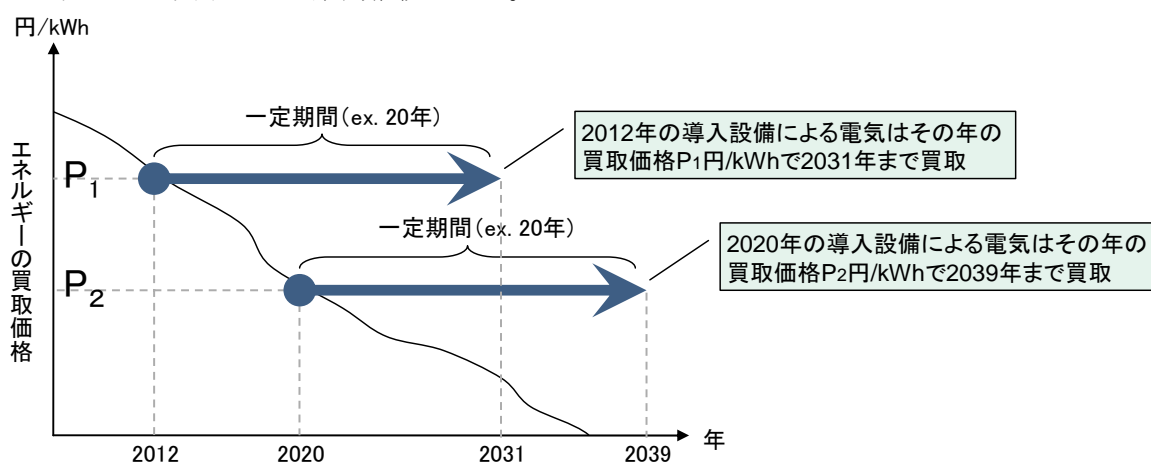 円/kWh
一定期間(ex. 20年)
2012年の導入設備による電気はその年の
買取価格P₁円/kWhで2031年まで買取
エネルギーの買取価格
P₁
一定期間(ex. 20年)
2020年の導入設備による電気はその年の
買取価格P₂円/kWhで2039年まで買取
P₂
年
2012 2020 2031 2039